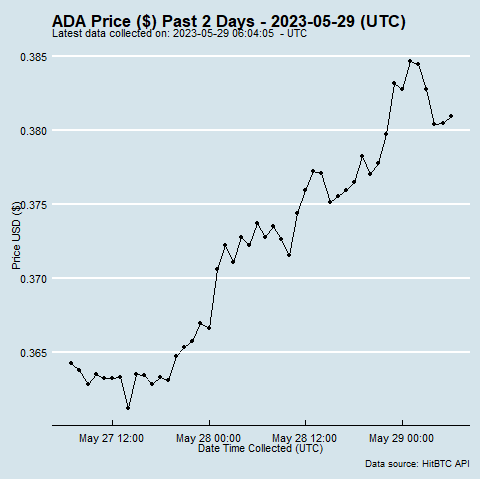 ADA Price ($) Past 2 Days - 2023-05-29 (UTC)
Latest data collected on: 2023-05-29 06:04:05 - UTC
0.385
0.380
0.375
Price USD ($)
0.370
0.365
May 27 12:00
May 28 00:00
May 28 12:00
May 29 00:00
Date Time Collected (UTC)
Data source: HitBTC API